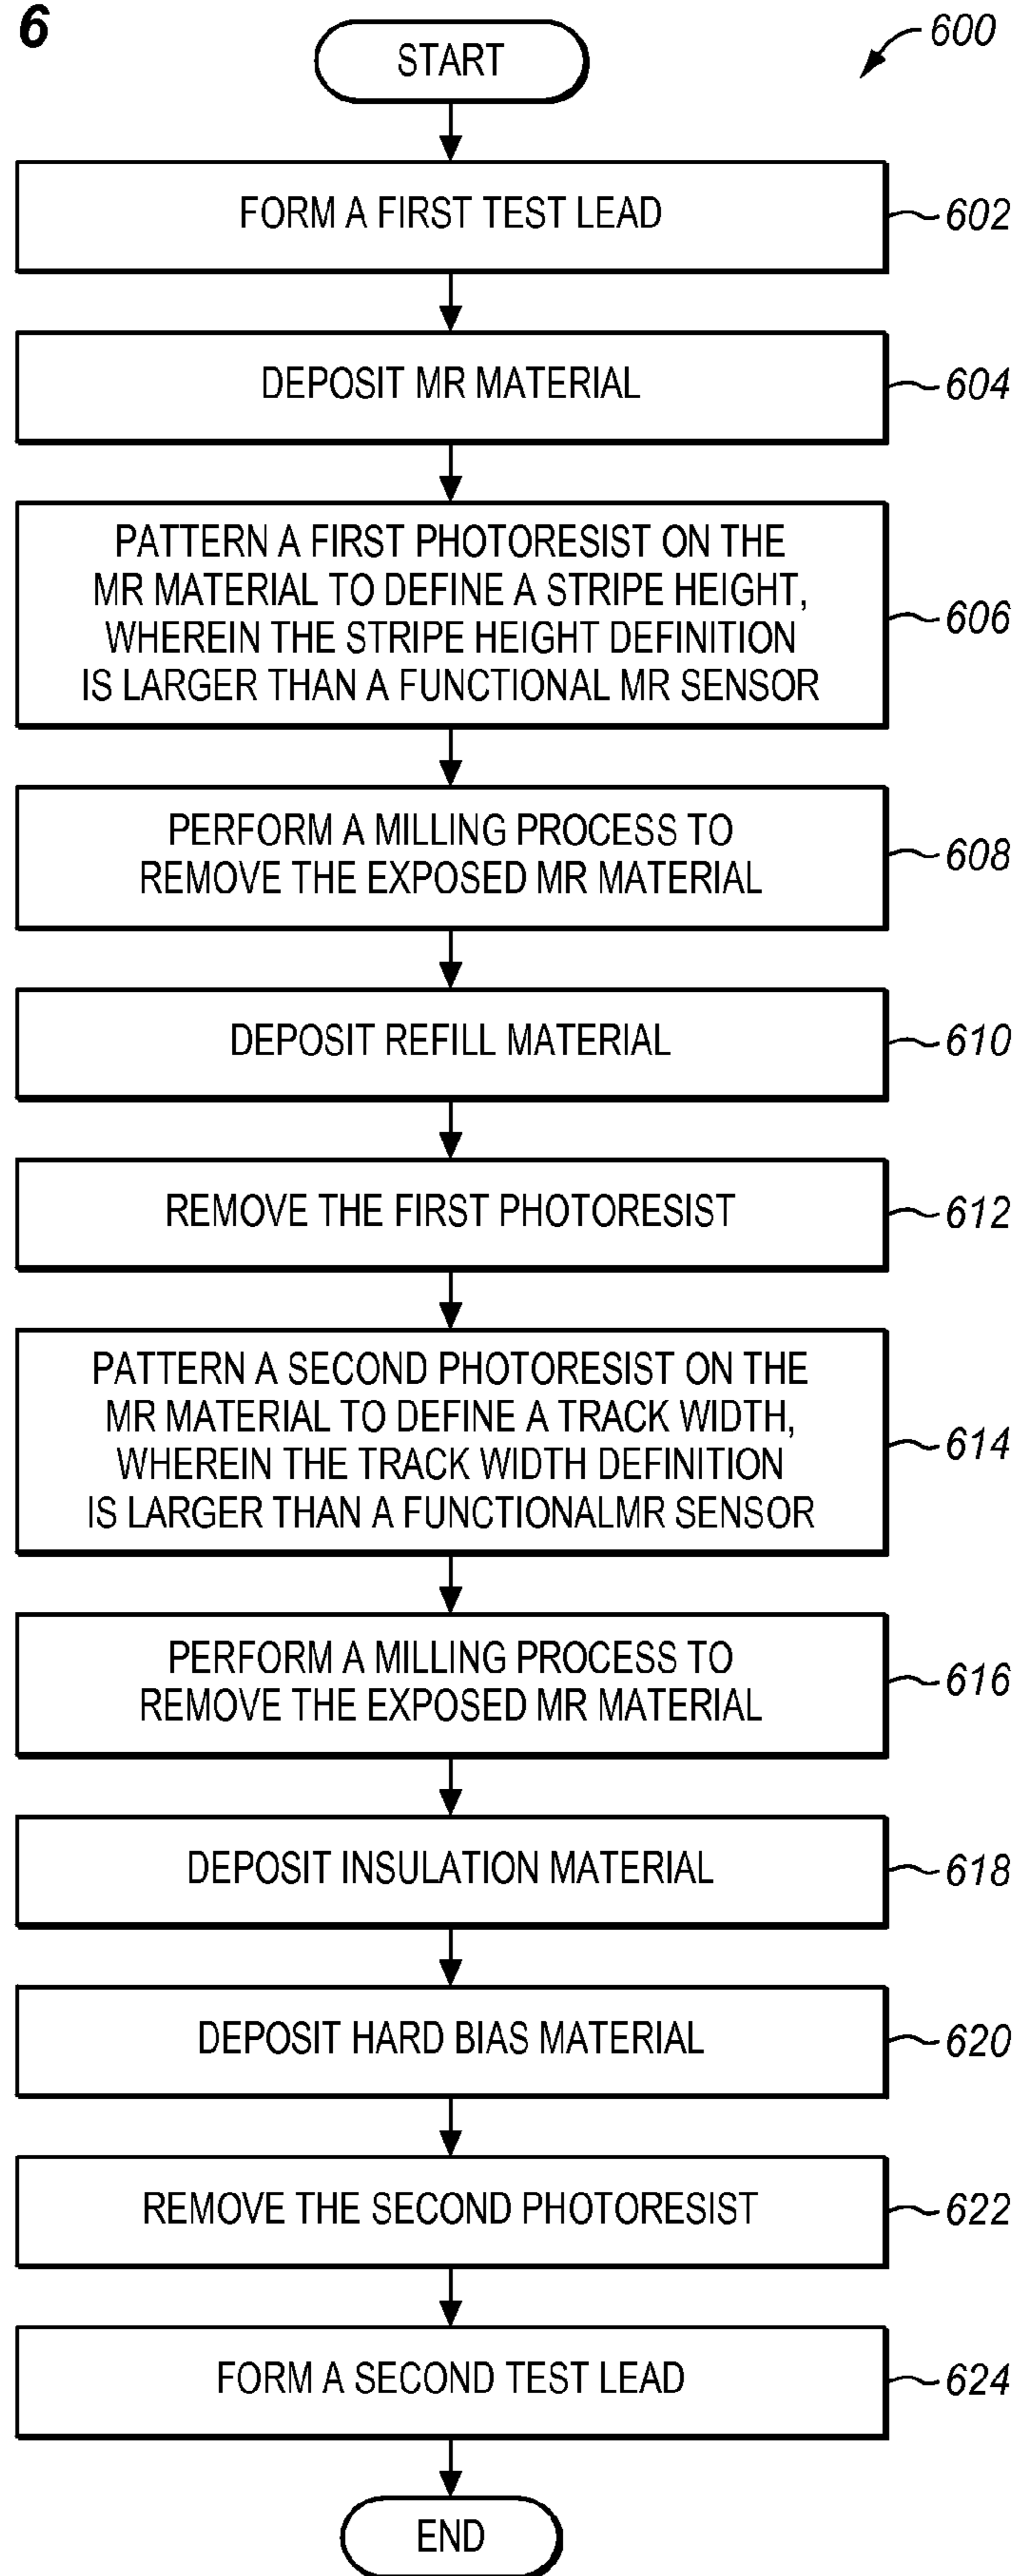 6
600
START
FORM A FIRST TEST LEAD
602
DEPOSIT MR MATERIAL
604
PATTERN A FIRST PHOTORESIST ON THE
MR MATERIAL TO DEFINE A STRIPE HEIGHT,
WHEREIN THE STRIPE HEIGHT DEFINITION
IS LARGER THAN A FUNCTIONAL MR SENSOR
606
PERFORM A MILLING PROCESS TO
REMOVE THE EXPOSED MR MATERIAL
608
DEPOSIT REFILL MATERIAL
610
REMOVE THE FIRST PHOTORESIST
612
PATTERN A SECOND PHOTORESIST ON THE
MR MATERIAL TO DEFINE A TRACK WIDTH,
WHEREIN THE TRACK WIDTH DEFINITION
IS LARGER THAN A FUNCTIONALMR SENSOR
614
PERFORM A MILLING PROCESS TO
REMOVE THE EXPOSED MR MATERIAL
616
DEPOSIT INSULATION MATERIAL
618
DEPOSIT HARD BIAS MATERIAL
620
REMOVE THE SECOND PHOTORESIST
622
FORM A SECOND TEST LEAD
624
END